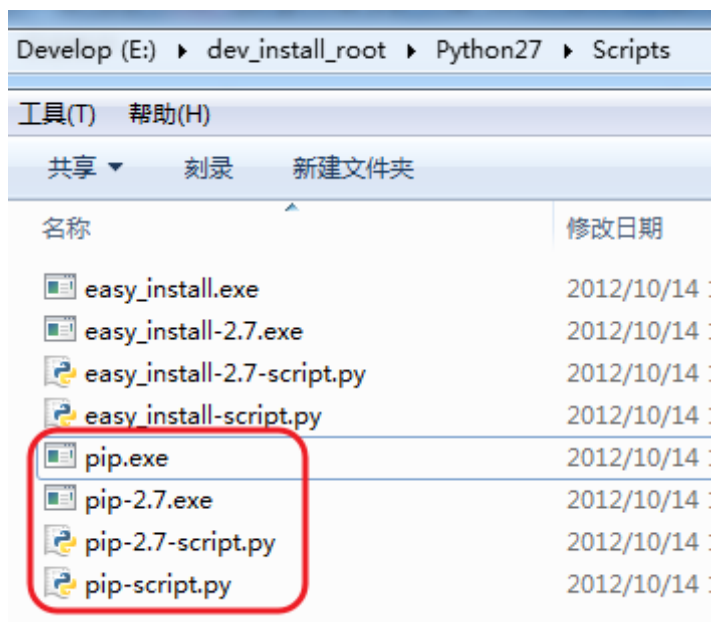 Develop (E:) ▸ dev_install_root ▸ Python27 ▸ Scripts
工具(T) 帮助(H)
共享 刻录 新建文件夹
名称 修改日期
easy_install.exe 2012/10/14
easy_install-2.7.exe 2012/10/14
easy_install-2.7-script.py 2012/10/14
easy_install-script.py 2012/10/14
pip.exe 2012/10/14
pip-2.7.exe 2012/10/14
pip-2.7-script.py 2012/10/14
pip-script.py 2012/10/14